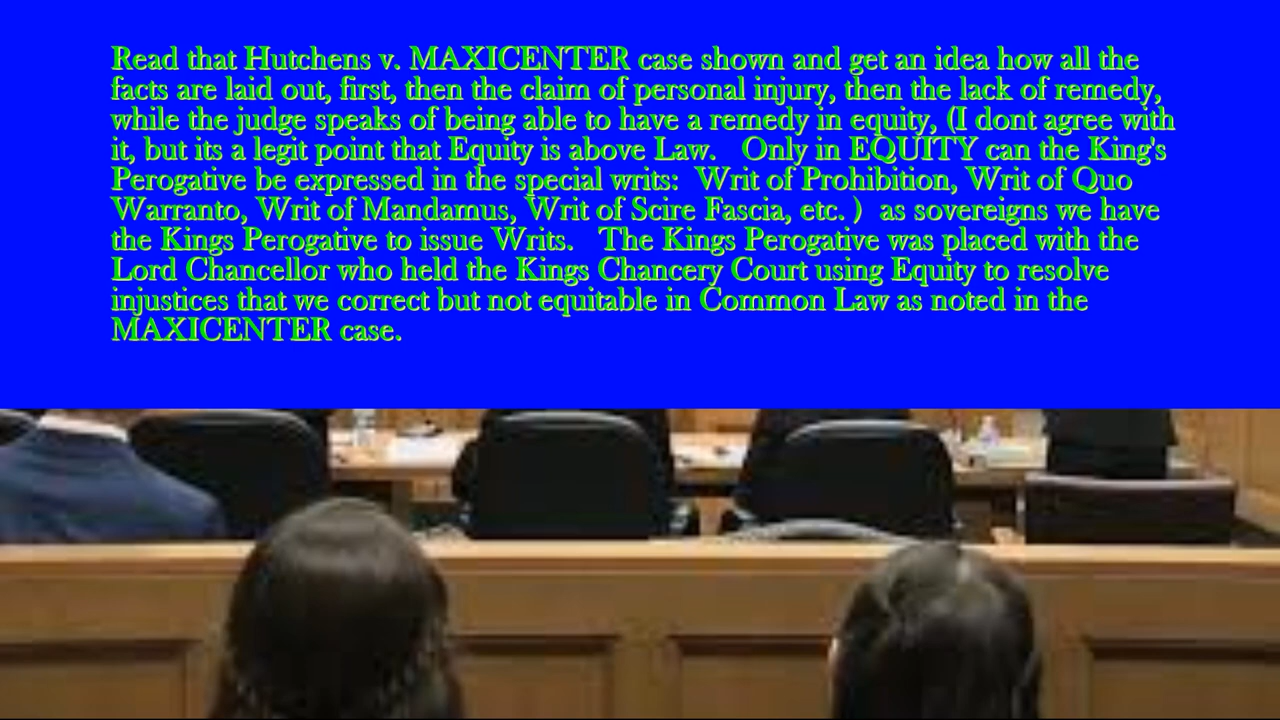 Read that Hutchens v. MAXICENTER case shown and get an idea how all the
facts are laid out, first, then the claim of personal injury, then the lack of remedy,
while the judge speaks of being able to have a remedy in equity, (I dont agree with
it, but its a legit point that Equity is above Law. Only in EQUITY can the King's
Perogative be expressed in the special writs: Writ of Prohibition, Writ of Quo
Warranto, Writ of Mandamus, Writ of Scire Fascia, etc. ) as sovereigns we have
the Kings Perogative to issue Writs. The Kings Perogative was placed with the
Lord Chancellor who held the Kings Chancery Court using Equity to resolve
injustices that we correct but not equitable in Common Law as noted in the
MAXICENTER case.